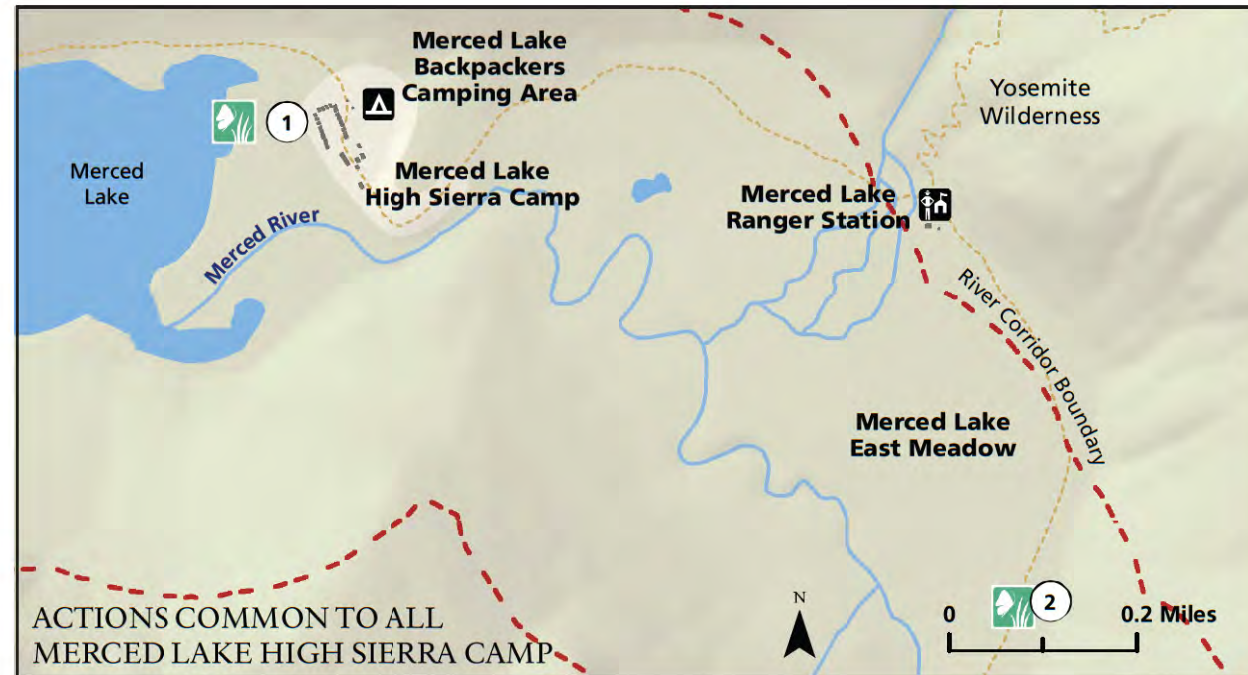 Merced Lake
Backpackers
Camping Area
Yosemite
Wilderness
1
Merced
Lake
Merced Lake
High Sierra Camp
Merced Lake
Ranger Station
Merced River
River Corridor Boundary
Merced Lake
East Meadow
ACTIONS COMMON TO ALL
MERCED LAKE HIGH SIERRA CAMP
N
2
0 0.2 Miles